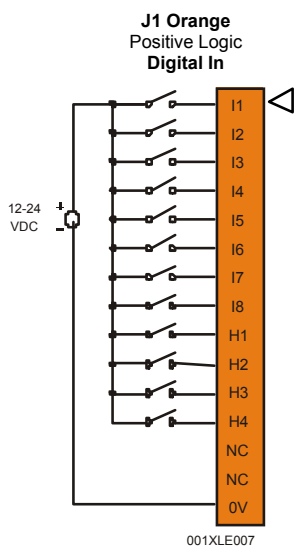 J1 Orange
Positive Logic
Digital In
I1
I2
I3
I4
12-24
+
VDC
-
I5
I6
I7
I8
H1
H2
H3
H4
NC
NC
0V
001XLE007